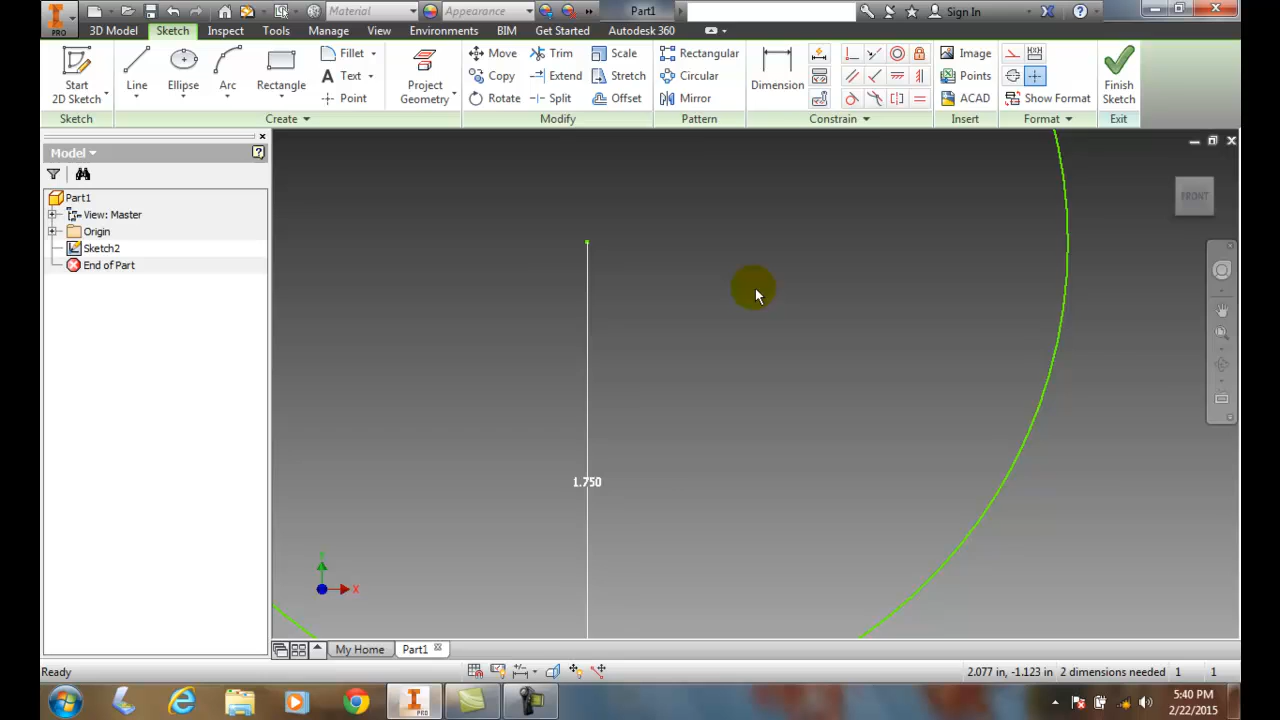 Material
Appearance
Part1
Sign In
PRO
3D Model Sketch Inspect Tools Manage View Environments BIM Get Started Autodesk 360
Start
2D Sketch
Line
Ellipse
Arc
Rectangle
Fillet
Text
Point
Project
Geometry
Move
Copy
Rotate
Trim
Extend
Split
Scale
Stretch
Offset
Rectangular
Circular
Mirror
Dimension
Image
Points
ACAD
Show Format
Finish
Sketch
Sketch Create Modify Pattern Constrain Insert Format Exit
Model
Part1
View: Master
Origin
Sketch2
End of Part
FRONT
1.750
X
My Home Part1
Ready
2.077 in, -1.123 in 2 dimensions needed 1 1
PRO
5:40 PM
2/22/2015